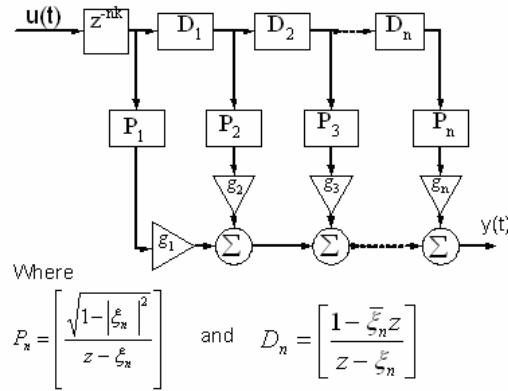 u(t)
z⁻ⁿᵏ
D₁
D₂
Dₙ
P₁
P₂
P₃
Pₙ
g₂
g₃
gₙ
g₁
Σ
Σ
Σ
y(t)
Where
Pₙ = [ √(1-|ξₙ|²) / (z - ξₙ) ] and Dₙ = [ (1 - ξ̄ₙz) / (z - ξₙ) ]